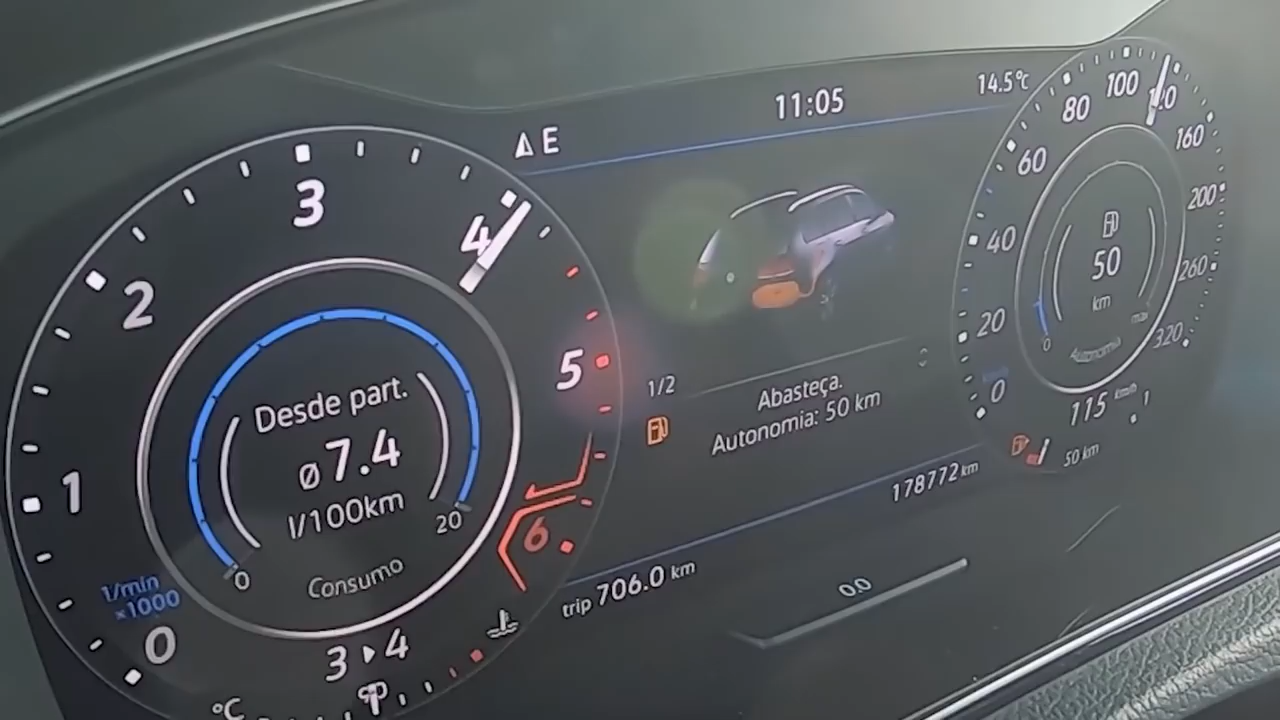 11:05
14.5°C
E
0
1
2
3
4
5
6
1/min
×1000
Desde part.
ø7.4
l/100km
0
20
Consumo
3 ▸ 4
°C
1/2
Abasteça.
Autonomia: 50 km
178772 km
trip 706.0 km
0.0
0
20
40
60
80
100
120
160
200
260
320
50
km
0
max
Autonomia
115 km/h
50 km